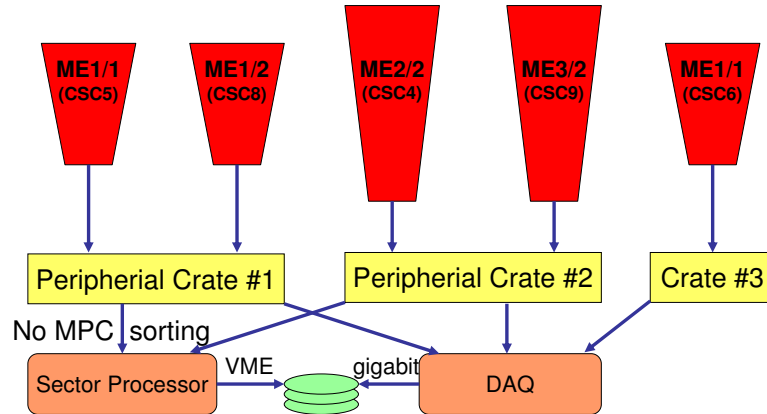 ME1/1
(CSC5)
ME1/2
(CSC8)
ME2/2
(CSC4)
ME3/2
(CSC9)
ME1/1
(CSC6)
Peripherial Crate #1
Peripherial Crate #2
Crate #3
No MPC sorting
Sector Processor
VME
gigabit
DAQ